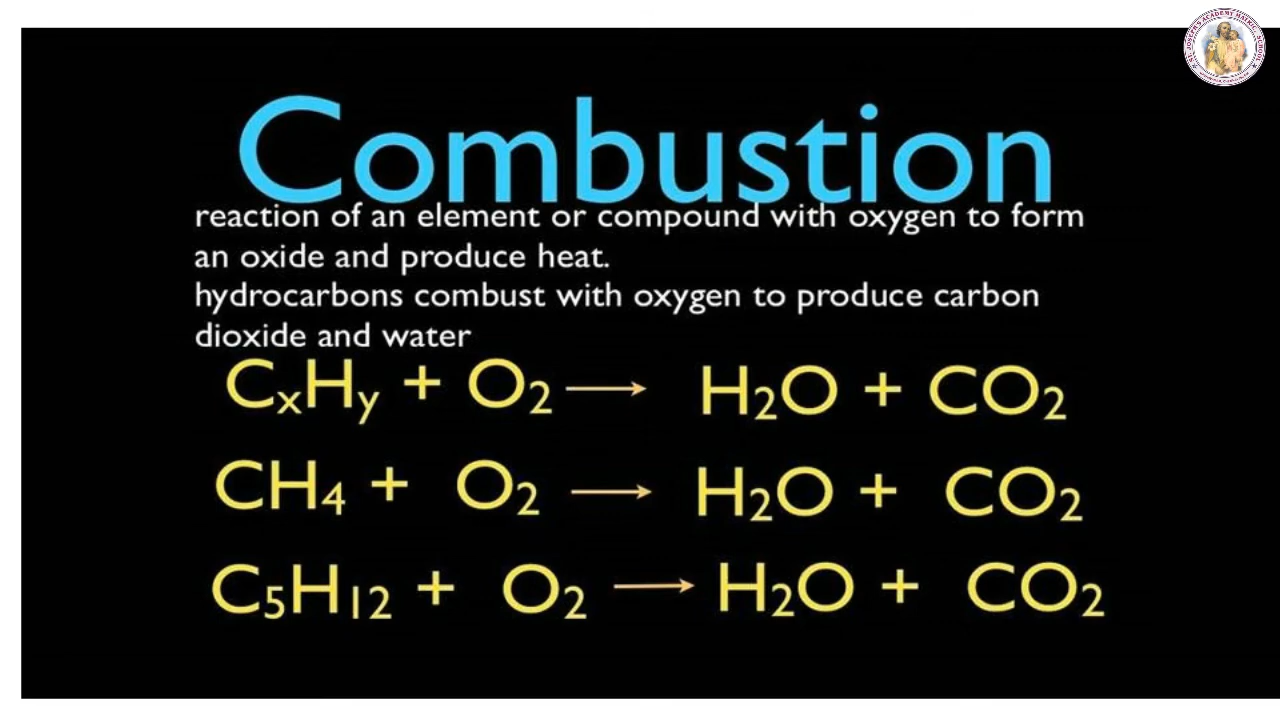 Combustion
reaction of an element or compound with oxygen to form
an oxide and produce heat.
hydrocarbons combust with oxygen to produce carbon
dioxide and water
CₓHᵧ + O₂ → H₂O + CO₂
CH₄ + O₂ → H₂O + CO₂
C₅H₁₂ + O₂ → H₂O + CO₂